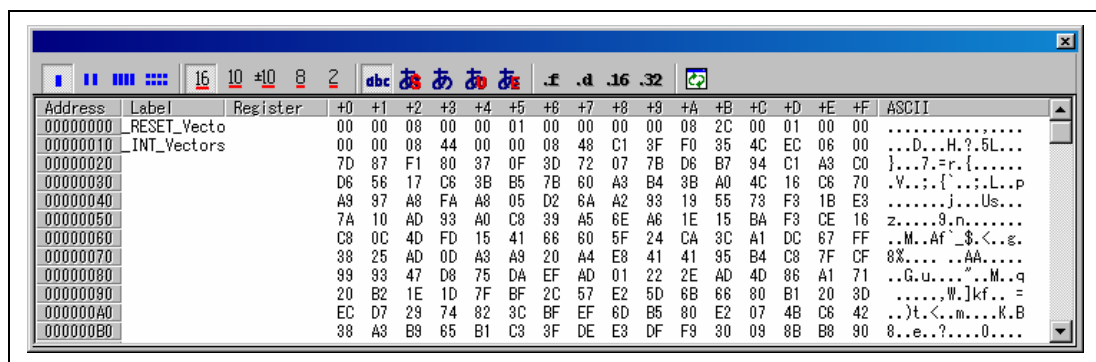 16 10 ±10 8 2 abc あS あ あD あE .f .d .16 .32
Address Label Register +0 +1 +2 +3 +4 +5 +6 +7 +8 +9 +A +B +C +D +E +F ASCII
00000000 _RESET_Vecto 00 00 08 00 00 01 00 00 00 00 08 2C 00 01 00 00 ...........,....
00000010 _INT_Vectors 00 00 08 44 00 00 08 48 C1 3F F0 35 4C EC 06 00 ...D...H.?.5L...
00000020 7D 87 F1 80 37 0F 3D 72 07 7B D6 B7 94 C1 A3 C0 }...7.=r.{......
00000030 D6 56 17 C6 3B B5 7B 60 A3 B4 3B A0 4C 16 C6 70 .V..;.{`..;.L..p
00000040 A9 97 A8 FA A8 05 D2 6A A2 93 19 55 73 F3 1B E3 .......j...Us...
00000050 7A 10 AD 93 A0 C8 39 A5 6E A6 1E 15 BA F3 CE 16 z.....9.n.......
00000060 C8 0C 4D FD 15 41 66 60 5F 24 CA 3C A1 DC 67 FF ..M..Af`_$.<..g.
00000070 38 25 AD 0D A3 A9 20 A4 E8 41 41 95 B4 C8 7F CF 8%.... ..AA.....
00000080 99 93 47 D8 75 DA EF AD 01 22 2E AD 4D 86 A1 71 ..G.u...."..M..q
00000090 20 B2 1E 1D 7F BF 2C 57 E2 5D 6B 66 80 B1 20 3D .....,W.]kf.. =
000000A0 EC D7 29 74 82 3C BF EF 6D B5 80 E2 07 4B C6 42 ..)t.<..m....K.B
000000B0 38 A3 B9 65 B1 C3 3F DE E3 DF F9 30 09 8B B8 90 8..e..?....0....